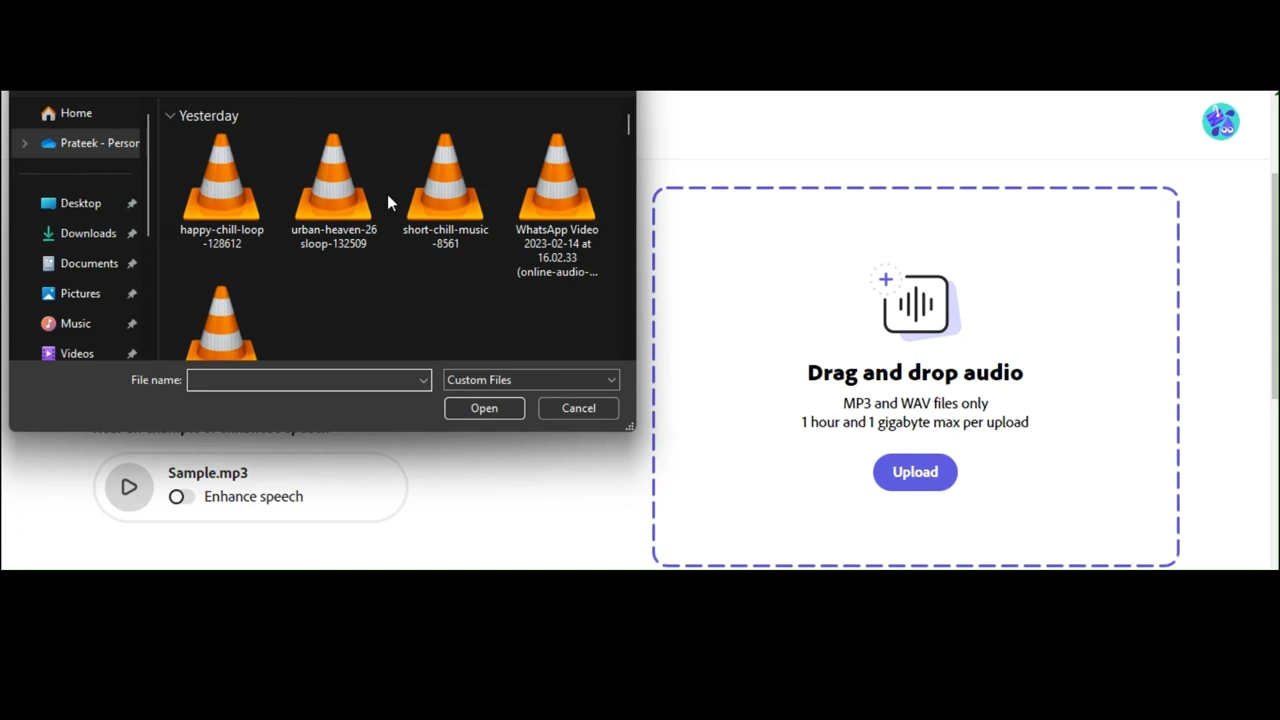 Home
Prateek - Person
Desktop
Downloads
Documents
Pictures
Music
Videos
Yesterday
happy-chill-loop
-128612
urban-heaven-26
sloop-132509
short-chill-music
-8561
WhatsApp Video
2023-02-14 at
16.02.33
(online-audio-...
File name:
Custom Files
Open
Cancel
Sample.mp3
Enhance speech
Drag and drop audio
MP3 and WAV files only
1 hour and 1 gigabyte max per upload
Upload